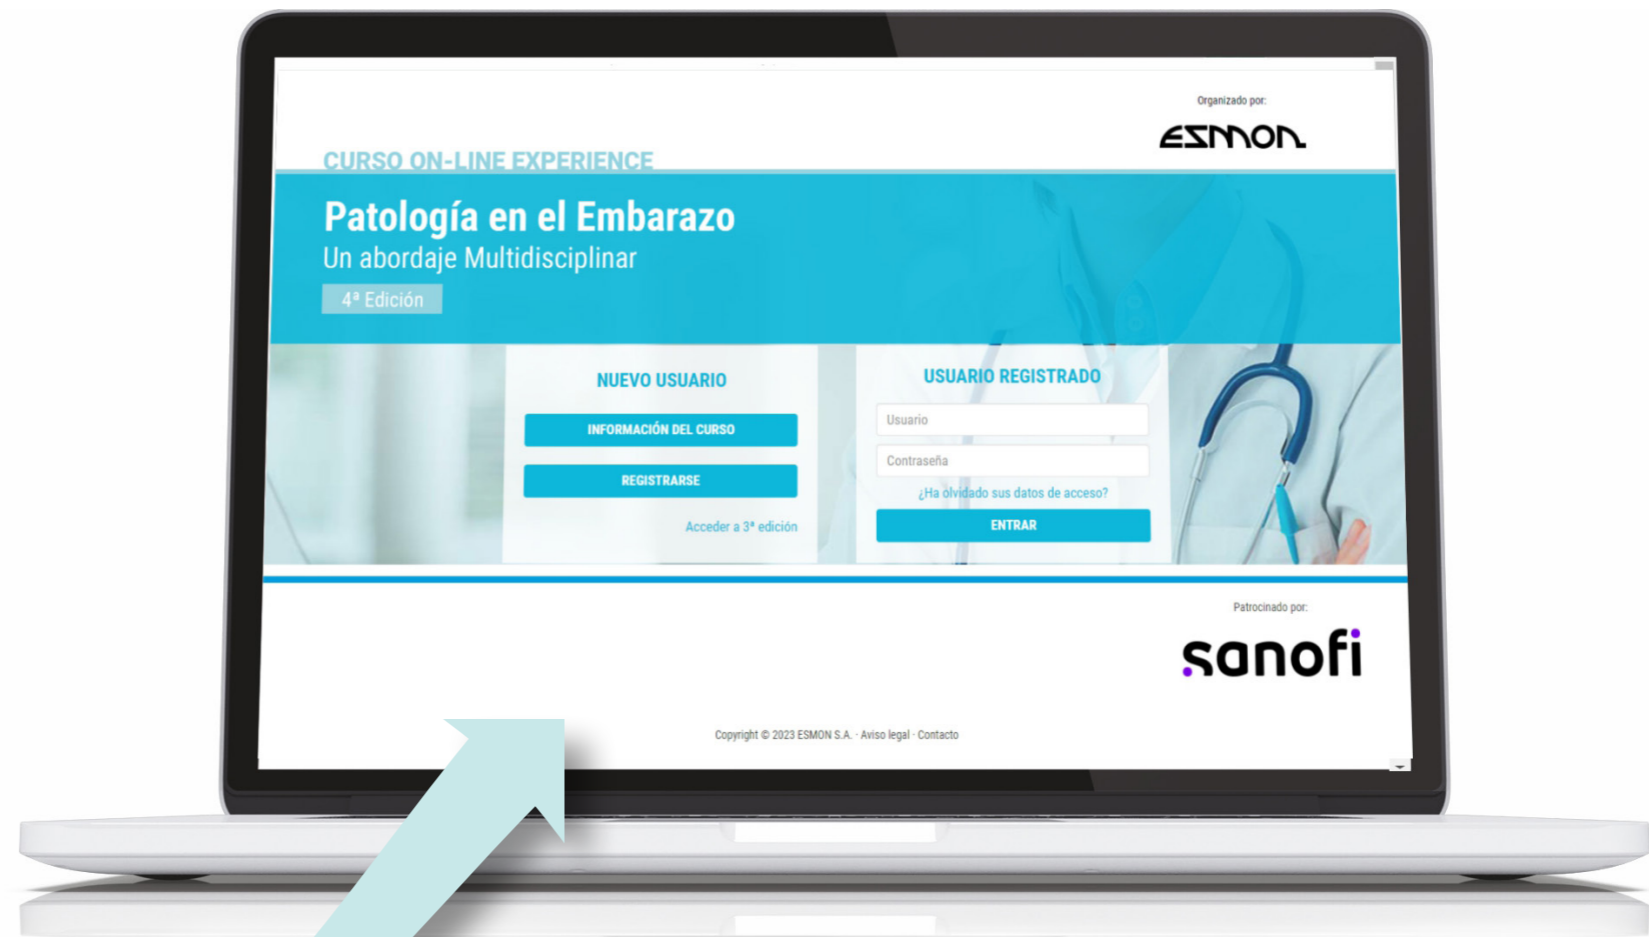 Organizado por:
ESMON
CURSO ON-LINE EXPERIENCE
Patología en el Embarazo
Un abordaje Multidisciplinar
4ª Edición
NUEVO USUARIO
INFORMACIÓN DEL CURSO
REGISTRARSE
Acceder a 3ª edición
USUARIO REGISTRADO
Usuario
Contraseña
¿Ha olvidado sus datos de acceso?
ENTRAR
Patrocinado por:
sanofi
Copyright © 2023 ESMON S.A. · Aviso legal · Contacto